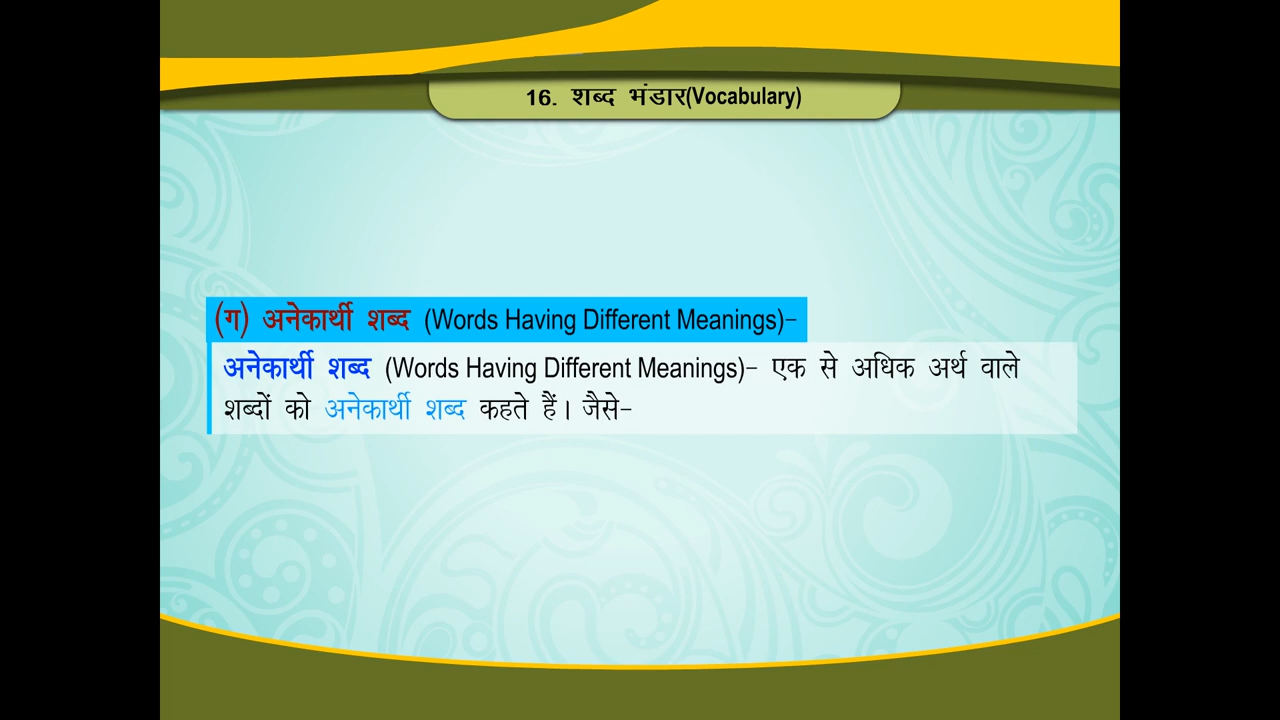 16. शब्द भंडार(Vocabulary)
(ग) अनेकार्थी शब्द (Words Having Different Meanings)-
अनेकार्थी शब्द (Words Having Different Meanings)- एक से अधिक अर्थ वाले
शब्दों को अनेकार्थी शब्द कहते हैं। जैसे-